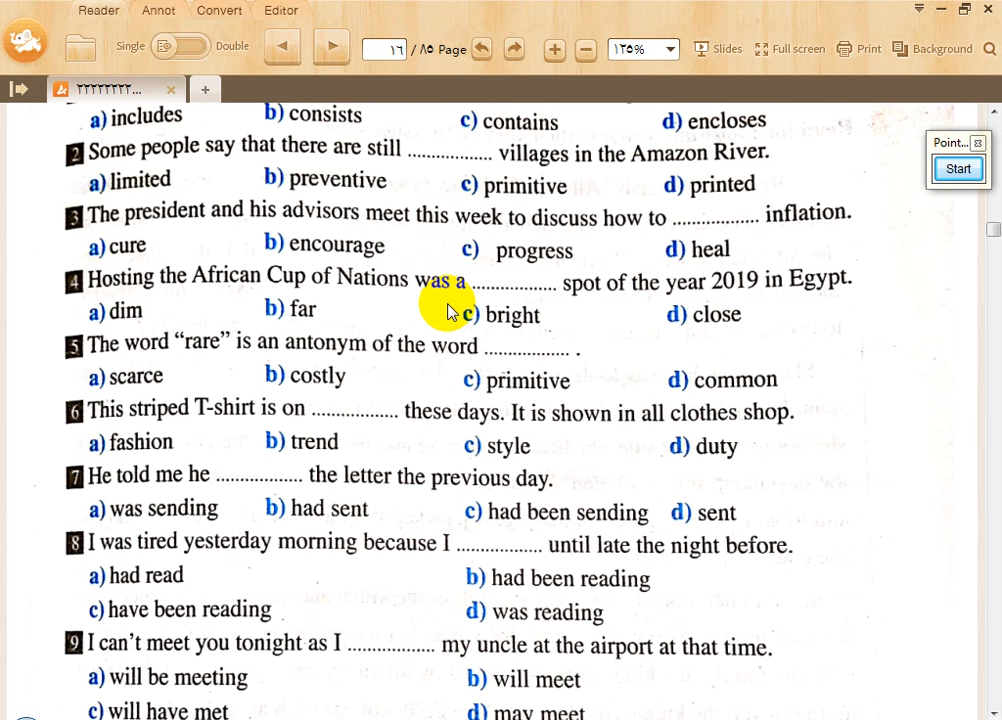 Reader Annot Convert Editor
Single Double ١٦ / ٨٥ Page ١٢٥% Slides Full screen Print Background
٢٢٢٢٢٢٢٢...
a) includes b) consists c) contains d) encloses
2 Some people say that there are still ................. villages in the Amazon River.
a) limited b) preventive c) primitive d) printed
3 The president and his advisors meet this week to discuss how to ................. inflation.
a) cure b) encourage c) progress d) heal
4 Hosting the African Cup of Nations was a ................. spot of the year 2019 in Egypt.
a) dim b) far c) bright d) close
5 The word “rare” is an antonym of the word ................. .
a) scarce b) costly c) primitive d) common
6 This striped T-shirt is on ................. these days. It is shown in all clothes shop.
a) fashion b) trend c) style d) duty
7 He told me he ................. the letter the previous day.
a) was sending b) had sent c) had been sending d) sent
8 I was tired yesterday morning because I ................. until late the night before.
a) had read b) had been reading
c) have been reading d) was reading
9 I can’t meet you tonight as I ................. my uncle at the airport at that time.
a) will be meeting b) will meet
c) will have met d) may meet
Point...
Start